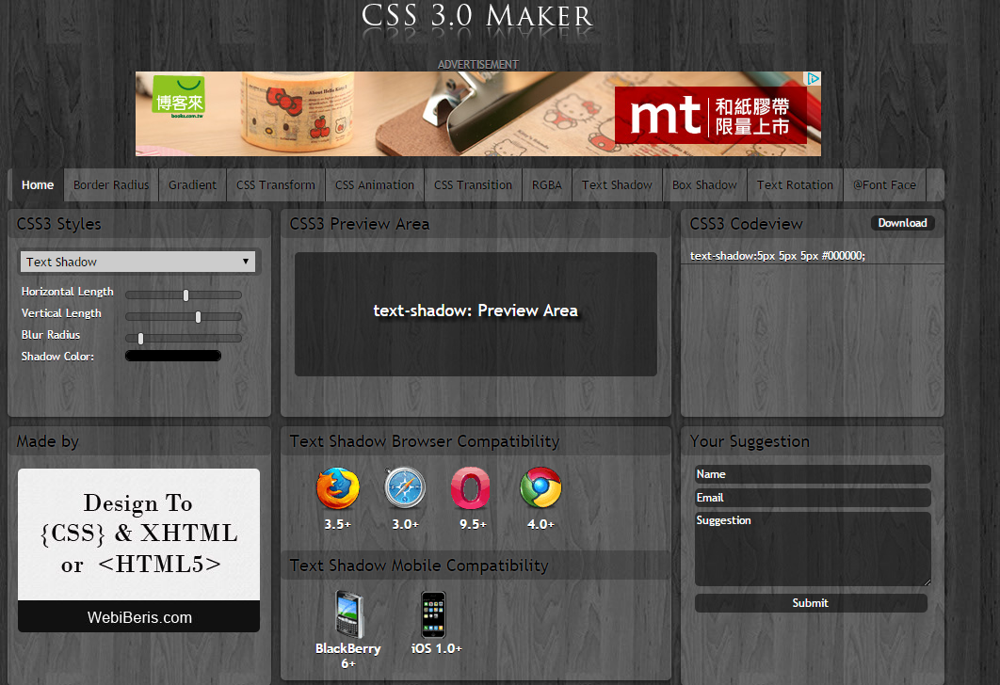 CSS 3.0 Maker
ADVERTISEMENT
博客來
books.com.tw
About Hello Kitty
mt
和紙膠帶
限量上市
Home
Border Radius
Gradient
CSS Transform
CSS Animation
CSS Transition
RGBA
Text Shadow
Box Shadow
Text Rotation
@Font Face
CSS3 Styles
Text Shadow
Horizontal Length
Vertical Length
Blur Radius
Shadow Color:
CSS3 Preview Area
text-shadow: Preview Area
CSS3 Codeview
Download
text-shadow:5px 5px 5px #000000;
Made by
Design To
{CSS} & XHTML
or <HTML5>
WebiBeris.com
Text Shadow Browser Compatibility
3.5+
3.0+
9.5+
4.0+
Text Shadow Mobile Compatibility
BlackBerry
6+
iOS 1.0+
Your Suggestion
Name
Email
Suggestion
Submit